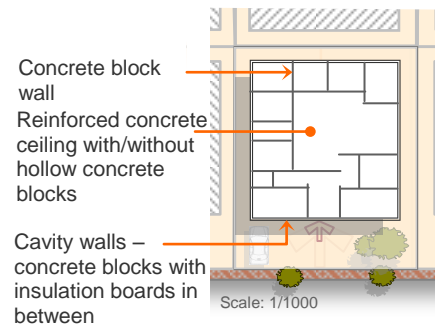 Concrete block
wall
Reinforced concrete
ceiling with/without
hollow concrete
blocks
Cavity walls –
concrete blocks with
insulation boards in
between
Scale: 1/1000